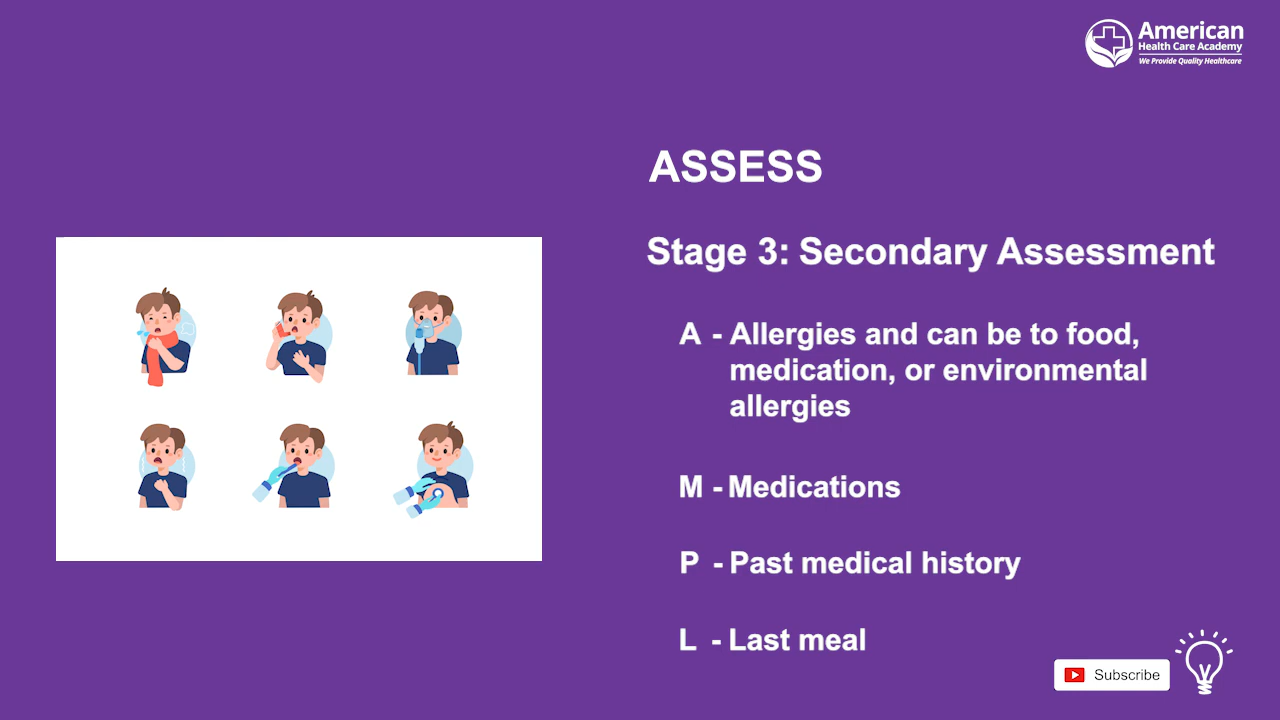 American
Health Care Academy
We Provide Quality Healthcare
ASSESS
Stage 3: Secondary Assessment
A - Allergies and can be to food,
medication, or environmental
allergies
M - Medications
P - Past medical history
L - Last meal
Subscribe